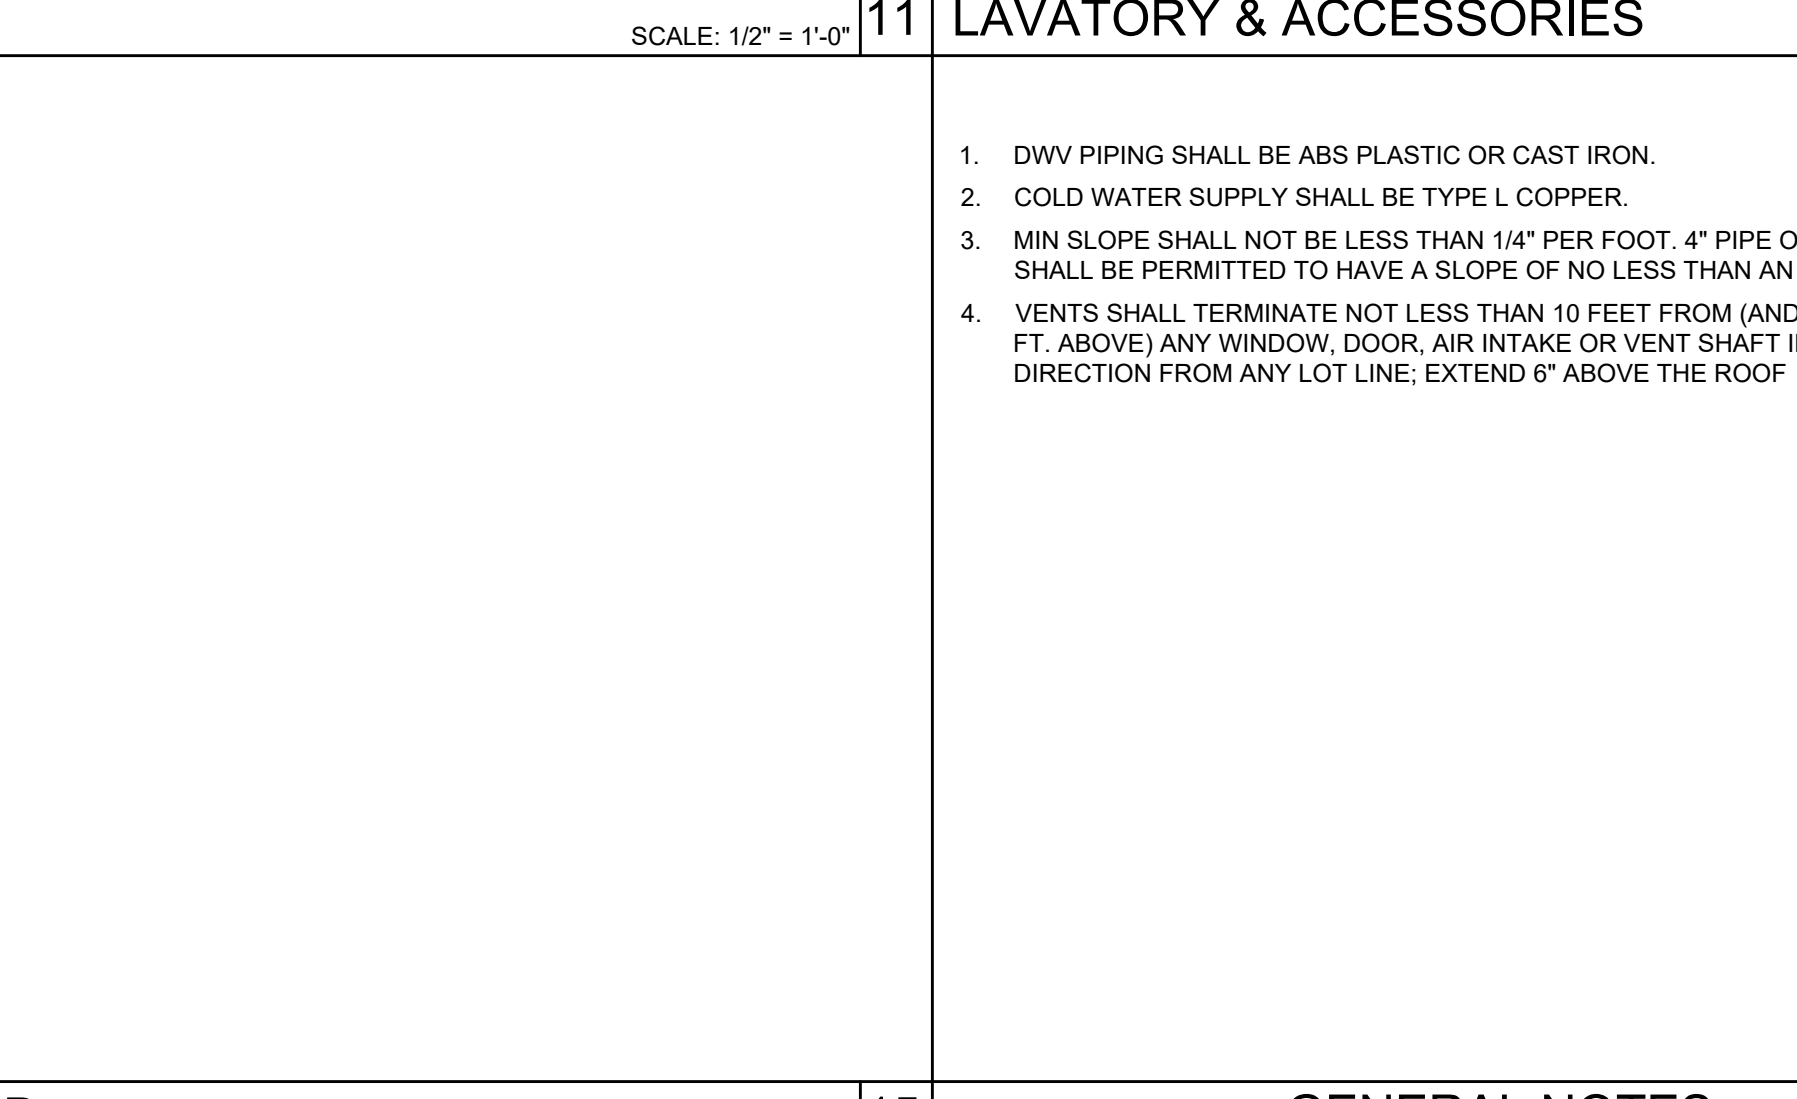 SCALE: 1/2" = 1'-0"
11
LAVATORY & ACCESSORIES
1. DWV PIPING SHALL BE ABS PLASTIC OR CAST IRON.
2. COLD WATER SUPPLY SHALL BE TYPE L COPPER.
3. MIN SLOPE SHALL NOT BE LESS THAN 1/4" PER FOOT. 4" PIPE
SHALL BE PERMITTED TO HAVE A SLOPE OF NO LESS THAN AN
4. VENTS SHALL TERMINATE NOT LESS THAN 10 FEET FROM (AND
FT. ABOVE) ANY WINDOW, DOOR, AIR INTAKE OR VENT SHAFT
DIRECTION FROM ANY LOT LINE; EXTEND 6" ABOVE THE ROOF
GENERAL NOTES